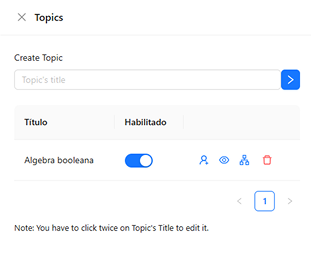 Topics
Create Topic
Topic's title
Título Habilitado
Algebra booleana
1
Note: You have to click twice on Topic's Title to edit it.